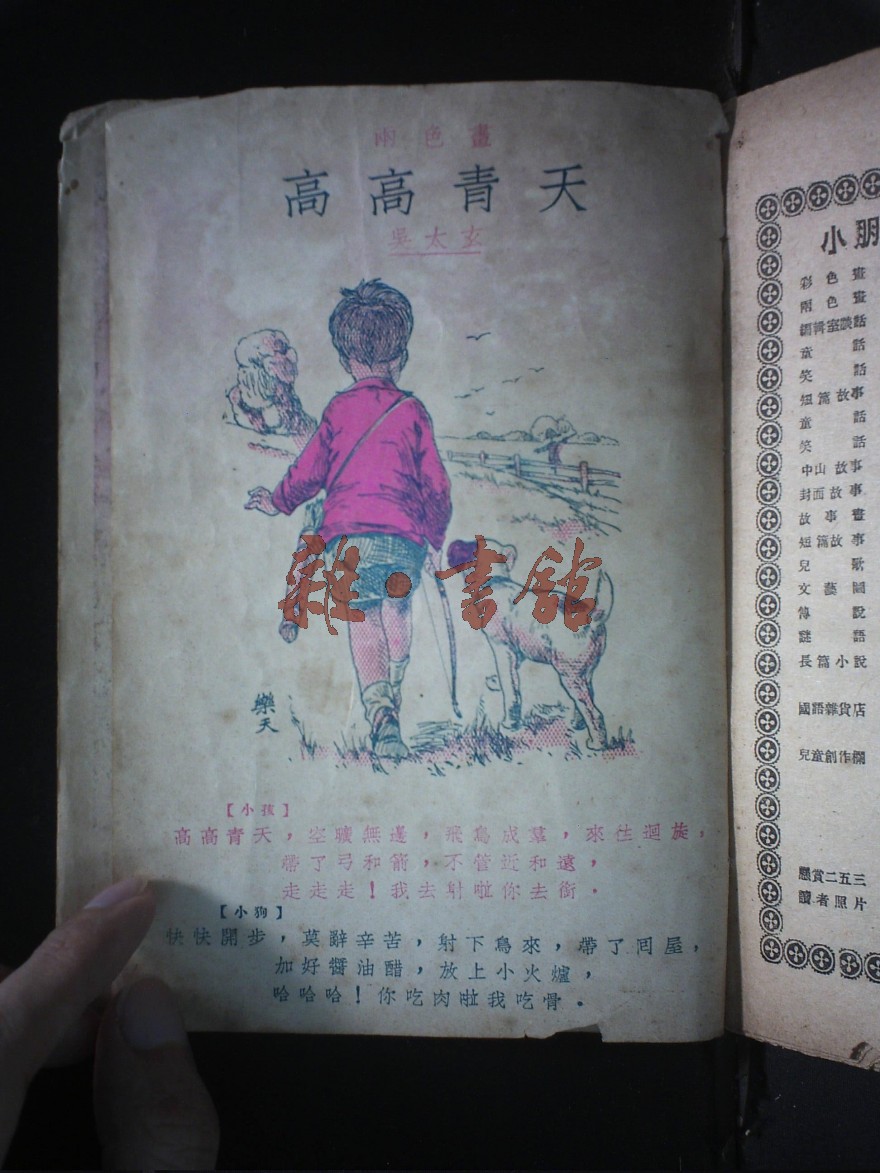 兩色畫
高高青天
吳太玄
樂天
【小孩】
高高青天，空曠無邊，飛鳥成羣，來往迴旋，
帶了弓和箭，不管近和遠，
走走走！我去射啦你去銜．
【小狗】
快快開步，莫辭辛苦，射下鳥來，帶了囘屋，
加好醬油醋，放上小火爐，
哈哈哈！你吃肉啦我吃骨．
雜·書館
小朋
彩色畫
兩色畫
編輯室談話
童話
笑話
短篇故事
童話
笑話
中山故事
封面故事
故事畫
短篇故事
兒歌
文藝圖
傳說
謎語
長篇小說
國語雜貨店
兒童創作欄
懸賞二五三
讀者照片